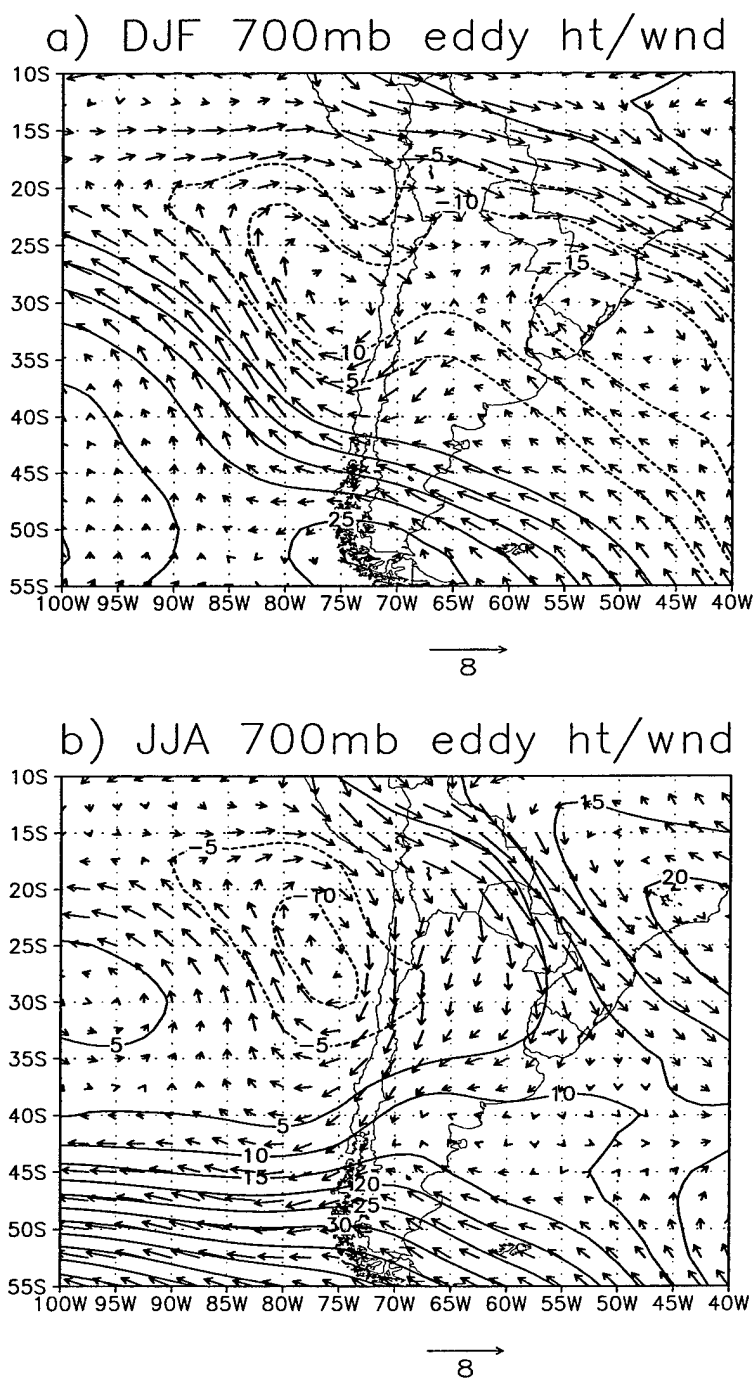 a) DJF 700mb eddy ht/wnd
10S
15S
-5
20S
-10
25S
-15
30S
10
35S
5
40S
45S
25
50S
55S
100W 95W 90W 85W 80W 75W 70W 65W 60W 55W 50W 45W 40W
8
b) JJA 700mb eddy ht/wnd
10S
15
15S
-5
20S
-10
20
25S
30S
5
-5
35S
10
40S
5
10
45S
15
20
25
50S
30
55S
100W 95W 90W 85W 80W 75W 70W 65W 60W 55W 50W 45W 40W
8